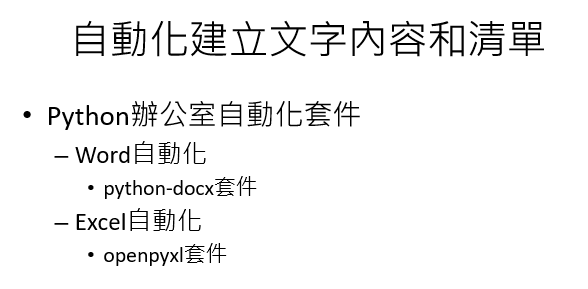 自動化建立文字內容和清單
• Python辦公室自動化套件
– Word自動化
• python-docx套件
– Excel自動化
• openpyxl套件